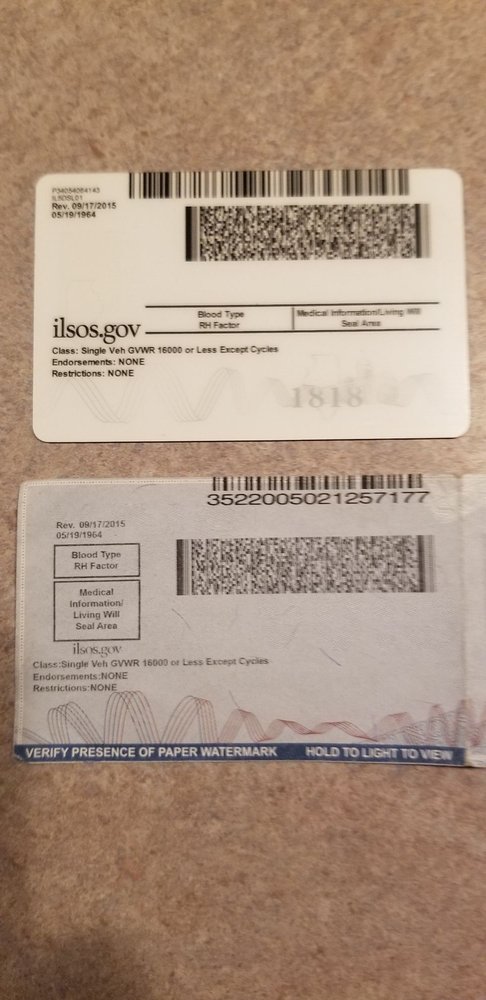 P34054064143
ILSDSL01
Rev. 09/17/2015
05/19/1964
Blood Type
RH Factor
Medical Information/Living Will
Seal Area
ilsos.gov
Class: Single Veh GVWR 16000 or Less Except Cycles
Endorsements: NONE
Restrictions: NONE
1818
3522005021257177
Rev. 09/17/2015
05/19/1964
Blood Type
RH Factor
Medical
Information/
Living Will
Seal Area
ilsos.gov
Class:Single Veh GVWR 16000 or Less Except Cycles
Endorsements:NONE
Restrictions:NONE
VERIFY PRESENCE OF PAPER WATERMARK HOLD TO LIGHT TO VIEW